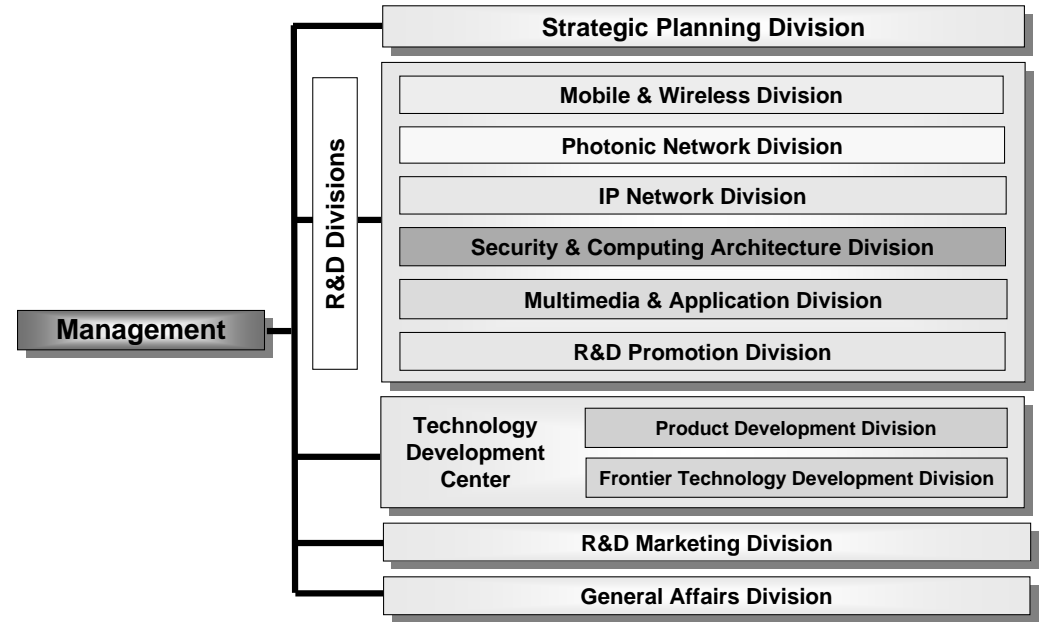 Strategic Planning Division
Mobile & Wireless Division
Photonic Network Division
IP Network Division
Security & Computing Architecture Division
Multimedia & Application Division
R&D Promotion Division
R&D Divisions
Management
Technology
Development
Center
Product Development Division
Frontier Technology Development Division
R&D Marketing Division
General Affairs Division